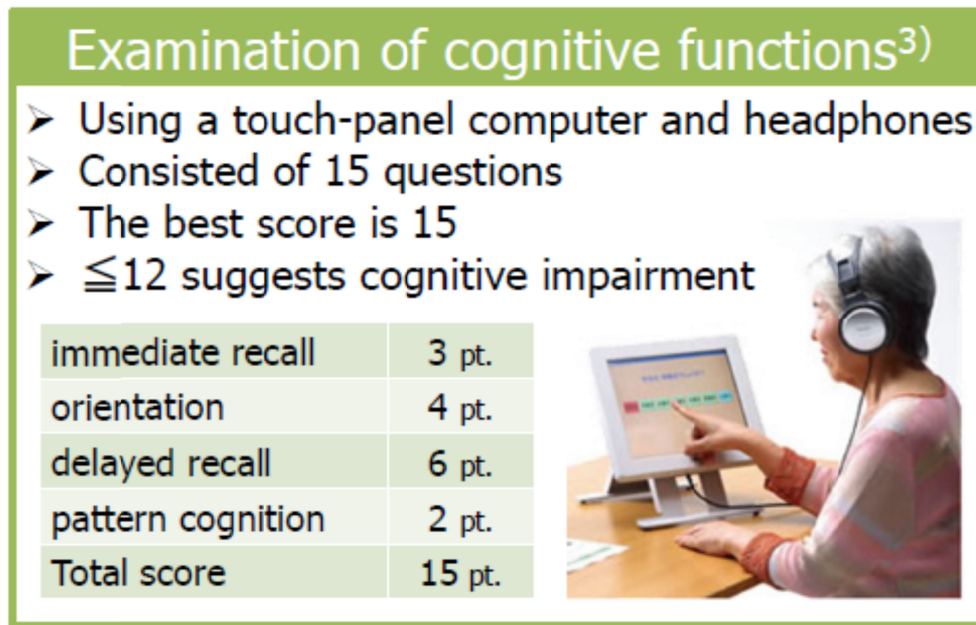 Examination of cognitive functions3)
➢ Using a touch-panel computer and headphones
➢ Consisted of 15 questions
➢ The best score is 15
➢ ≦12 suggests cognitive impairment
immediate recall 3 pt.
orientation 4 pt.
delayed recall 6 pt.
pattern cognition 2 pt.
Total score 15 pt.